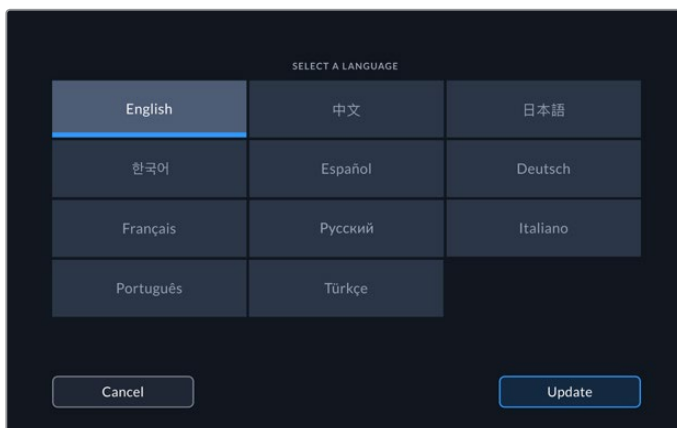 SELECT A LANGUAGE
English 中文 日本語
한국어 Español Deutsch
Français Русский Italiano
Português Türkçe
Cancel Update